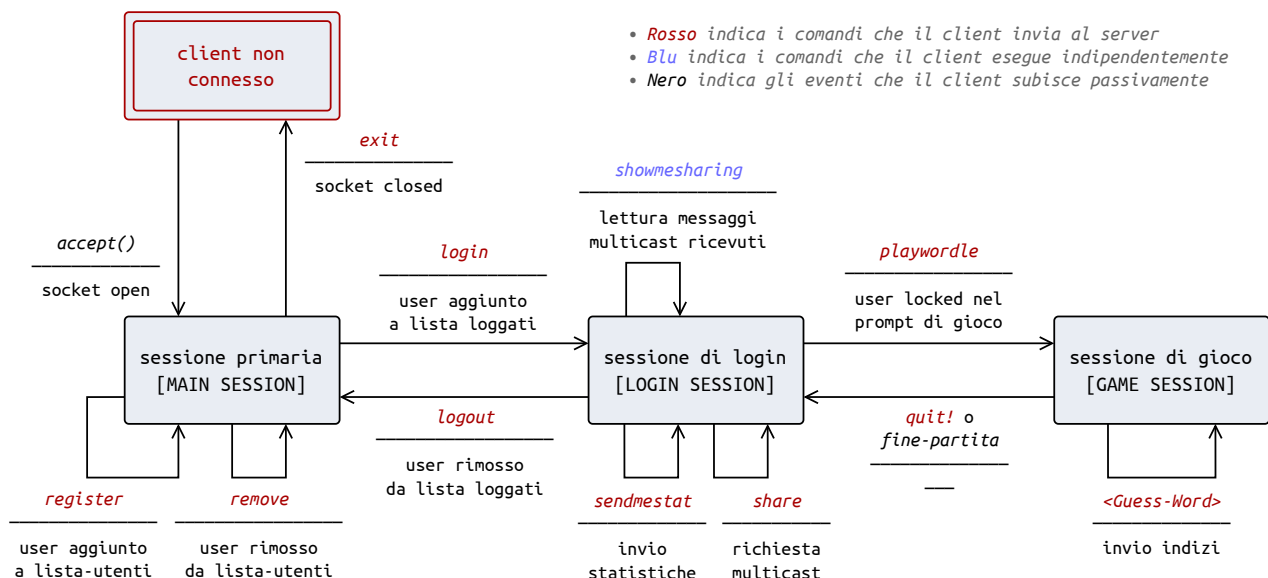 client non
connesso
• Rosso indica i comandi che il client invia al server
• Blu indica i comandi che il client esegue indipendentemente
• Nero indica gli eventi che il client subisce passivamente
exit
socket closed
showmesharing
lettura messaggi
multicast ricevuti
accept()
socket open
login
user aggiunto
a lista loggati
playwordle
user locked nel
prompt di gioco
sessione primaria
[MAIN SESSION]
sessione di login
[LOGIN SESSION]
sessione di gioco
[GAME SESSION]
logout
user rimosso
da lista loggati
quit! o
fine-partita
register
user aggiunto
a lista-utenti
remove
user rimosso
da lista-utenti
sendmestat
invio
statistiche
share
richiesta
multicast
<Guess-Word>
invio indizi